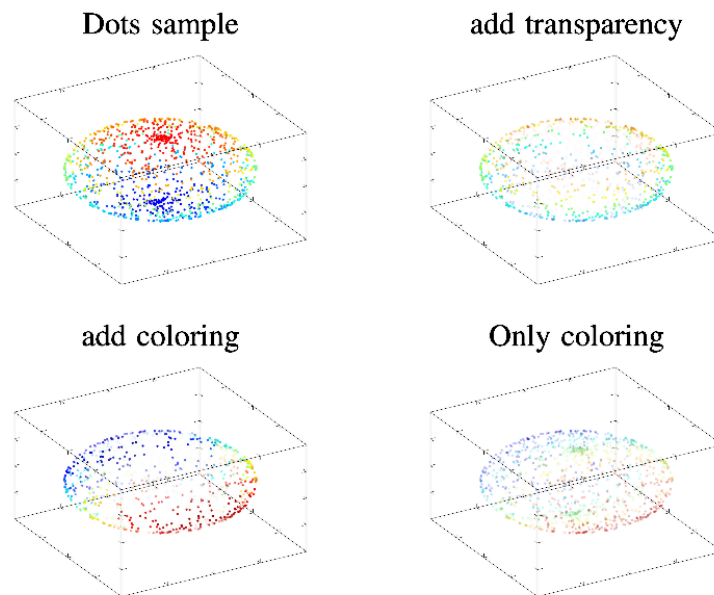 Dots sample
add transparency
add coloring
Only coloring